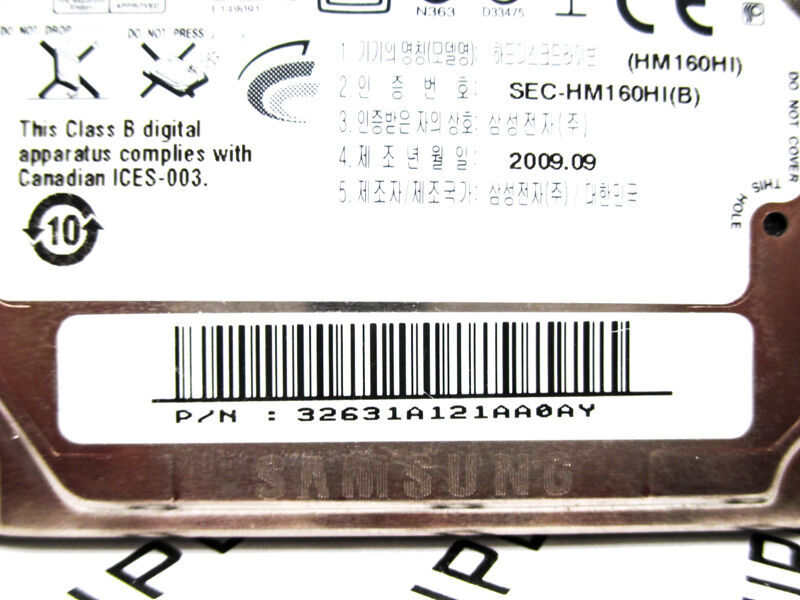 APPROVED
E149091
N363
D33475
DO NOT DROP
DO NOT PRESS
1. 기기의 명칭(모델명): 하드디스크드라이브 (HM160HI)
2. 인 증 번 호: SEC-HM160HI(B)
3. 인증받은 자의 상호: 삼성전자(주)
4. 제 조 년 월 일: 2009.09
5. 제조자/제조국가: 삼성전자(주) / 대한민국
This Class B digital
apparatus complies with
Canadian ICES-003.
10
DO NOT COVER
THIS HOLE
P/N : 32631A121AA0AY
SAMSUNG